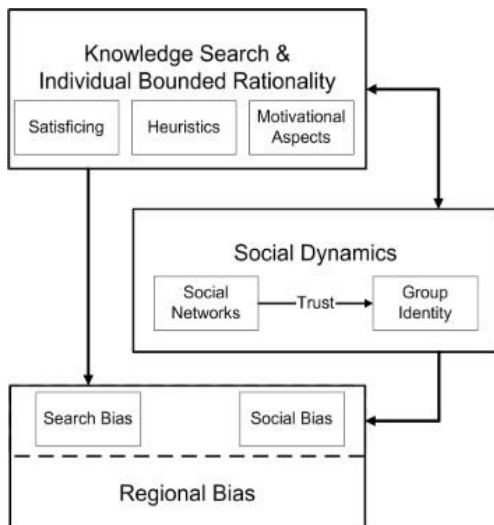 Knowledge Search &
Individual Bounded Rationality
Satisficing
Heuristics
Motivational
Aspects
Social Dynamics
Social
Networks
Trust
Group
Identity
Search Bias
Social Bias
Regional Bias